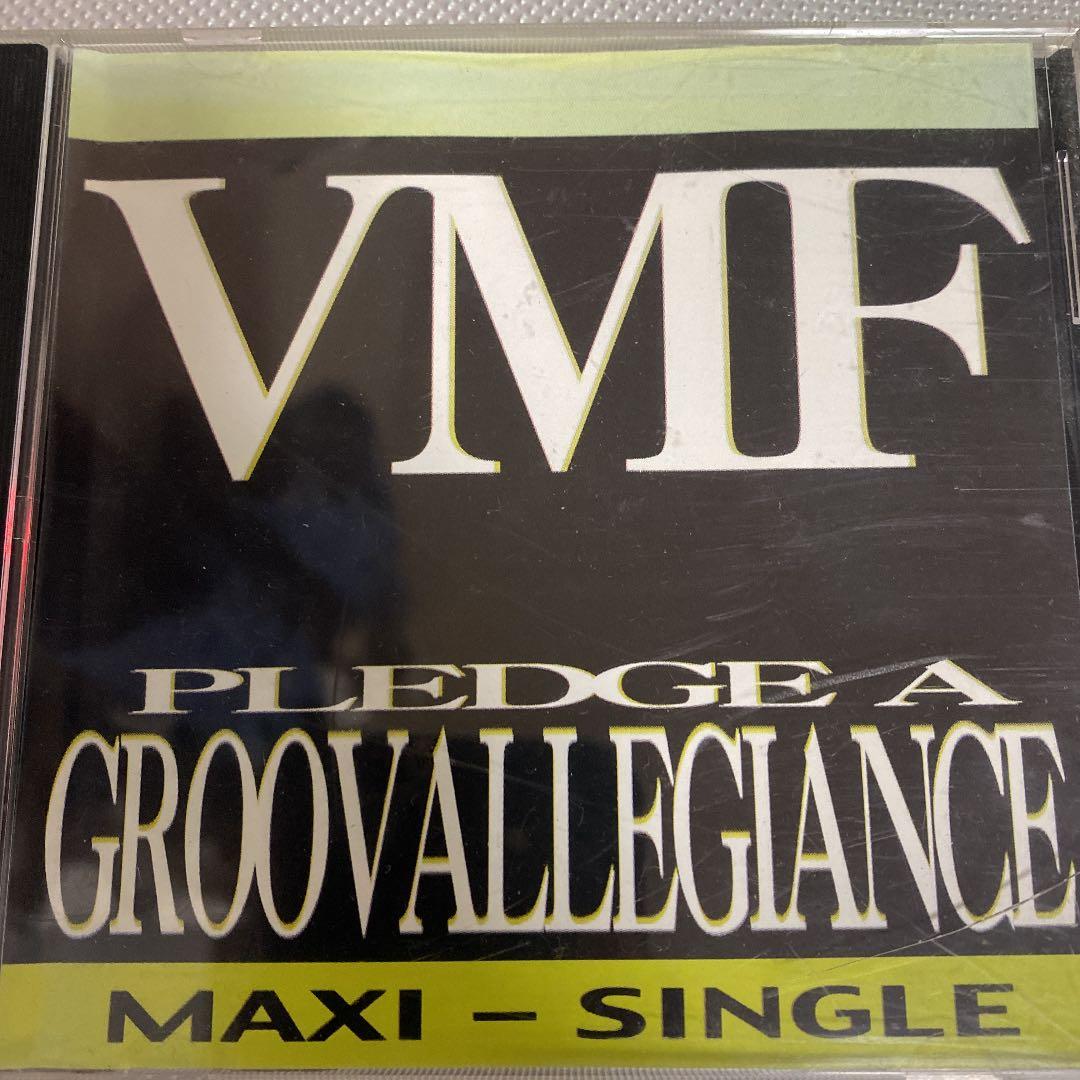 VMF
PLEDGE A
GROOVALLEGIANCE
MAXI – SINGLE